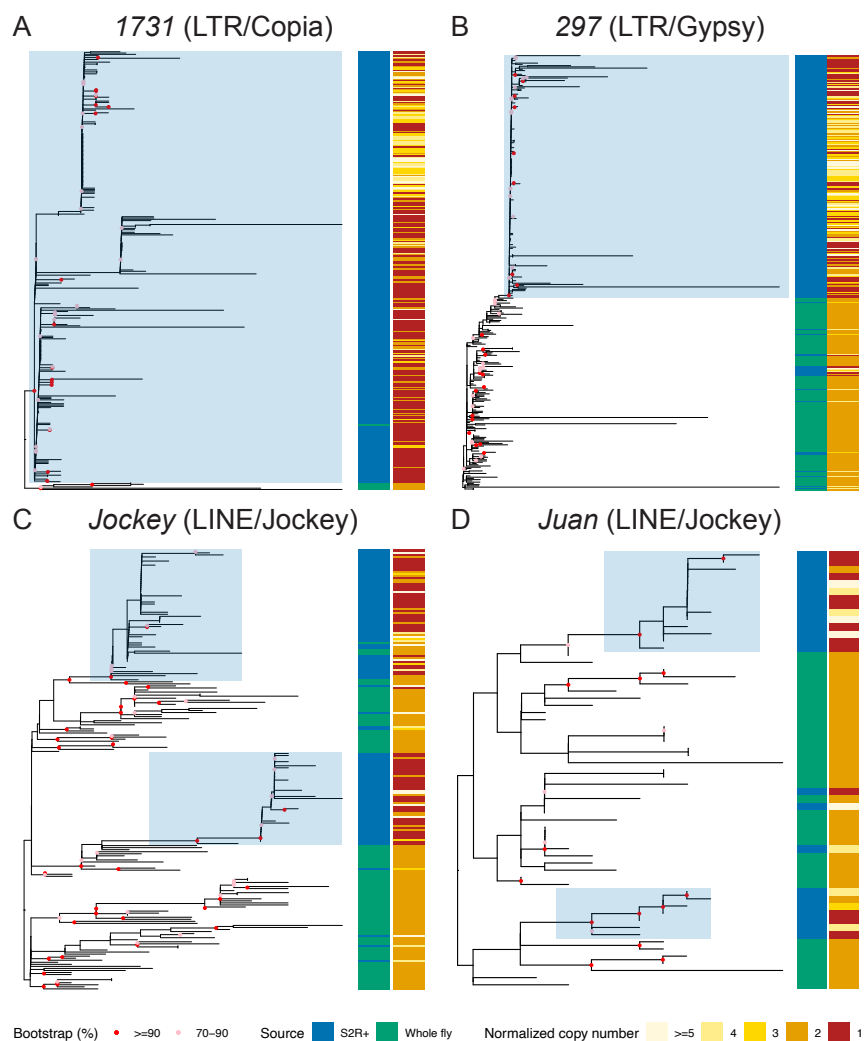 A 1731 (LTR/Copia)
B 297 (LTR/Gypsy)
C Jockey (LINE/Jockey)
D Juan (LINE/Jockey)
Bootstrap (%) >=90 70−90 Source S2R+ Whole fly Normalized copy number >=5 4 3 2 1